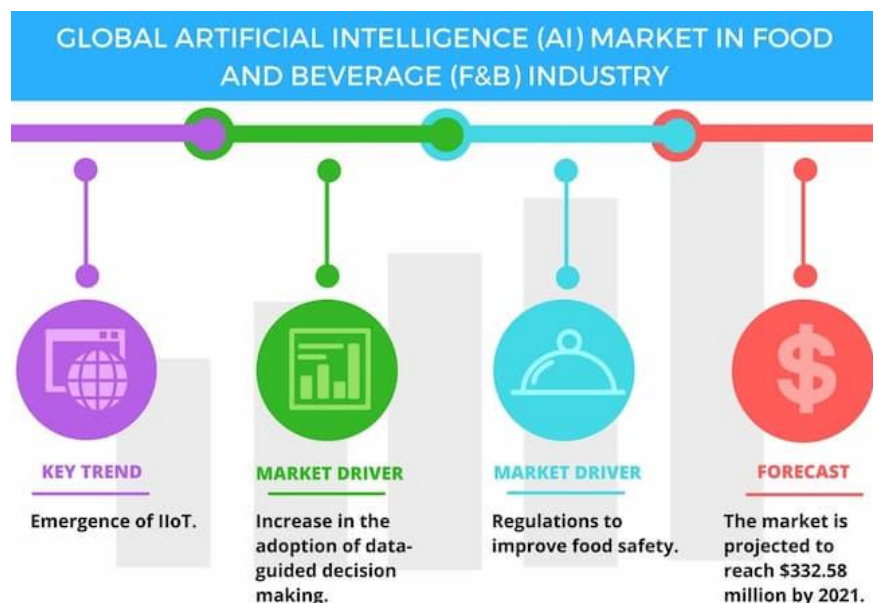 GLOBAL ARTIFICIAL INTELLIGENCE (AI) MARKET IN FOOD
AND BEVERAGE (F&B) INDUSTRY
KEY TREND
Emergence of IIoT.
MARKET DRIVER
Increase in the
adoption of data-
guided decision
making.
MARKET DRIVER
Regulations to
improve food safety.
FORECAST
The market is
projected to
reach $332.58
million by 2021.